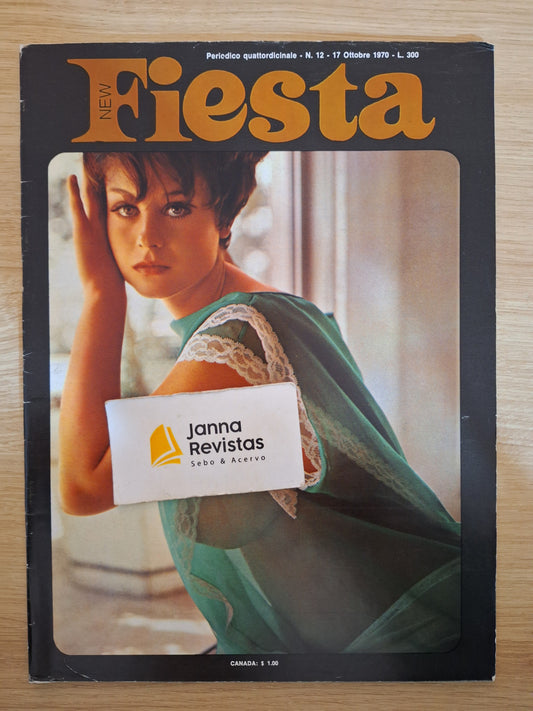 Periodico quattordicinale - N. 12 - 17 Ottobre 1970 - L. 300
NEW
Fiesta
Janna
Revistas
Sebo & Acervo
CANADA: $ 1.00